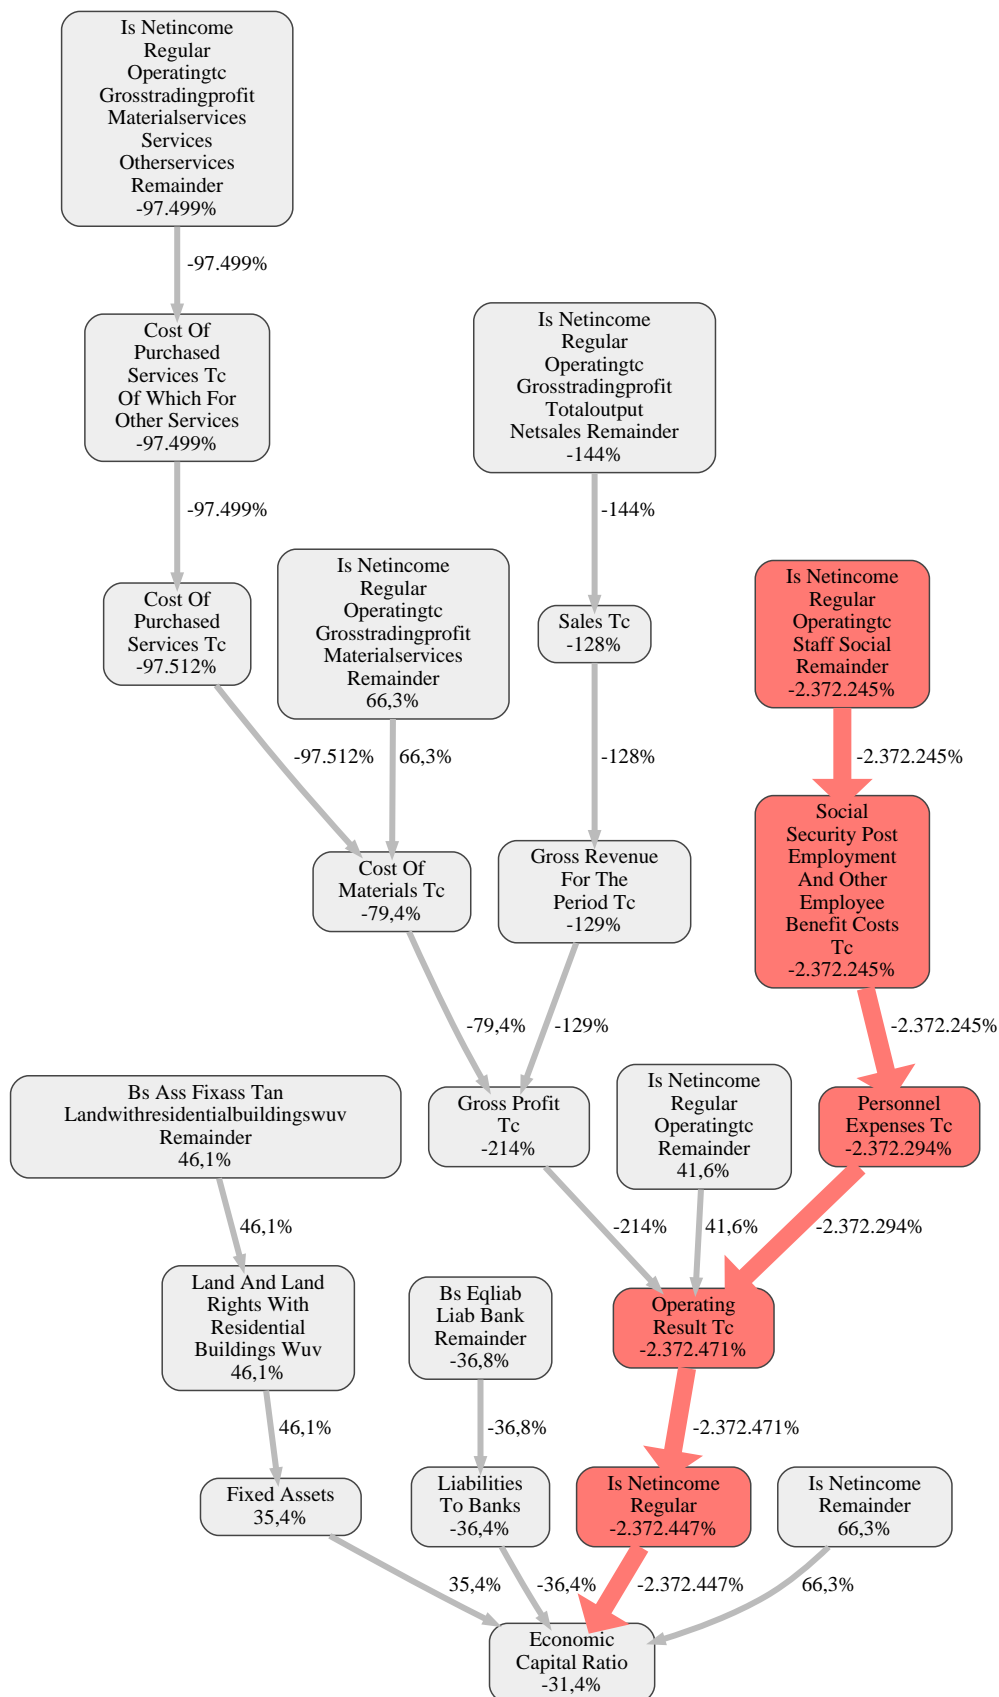 Is Netincome
Regular
Operatingtc
Grosstradingprofit
Materialservices
Services
Otherservices
Remainder
-97.499%
-97.499%
Cost Of
Purchased
Services Tc
Of Which For
Other Services
-97.499%
Is Netincome
Regular
Operatingtc
Grosstradingprofit
Totaloutput
Netsales Remainder
-144%
-97.499%
-144%
Cost Of
Purchased
Services Tc
-97.512%
Is Netincome
Regular
Operatingtc
Grosstradingprofit
Materialservices
Remainder
66,3%
Sales Tc
-128%
Is Netincome
Regular
Operatingtc
Staff Social
Remainder
-2.372.245%
-97.512%
66,3%
-128%
-2.372.245%
Cost Of
Materials Tc
-79,4%
Gross Revenue
For The
Period Tc
-129%
Social
Security Post
Employment
And Other
Employee
Benefit Costs
Tc
-2.372.245%
-79,4%
-129%
-2.372.245%
Bs Ass Fixass Tan
Landwithresidentialbuildingswuv
Remainder
46,1%
Gross Profit
Tc
-214%
Is Netincome
Regular
Operatingtc
Remainder
41,6%
Personnel
Expenses Tc
-2.372.294%
46,1%
-214%
41,6%
-2.372.294%
Land And Land
Rights With
Residential
Buildings Wuv
46,1%
Bs Eqliab
Liab Bank
Remainder
-36,8%
Operating
Result Tc
-2.372.471%
46,1%
-36,8%
-2.372.471%
Fixed Assets
35,4%
Liabilities
To Banks
-36,4%
Is Netincome
Regular
-2.372.447%
Is Netincome
Remainder
66,3%
35,4%
-36,4%
-2.372.447%
66,3%
Economic
Capital Ratio
-31,4%